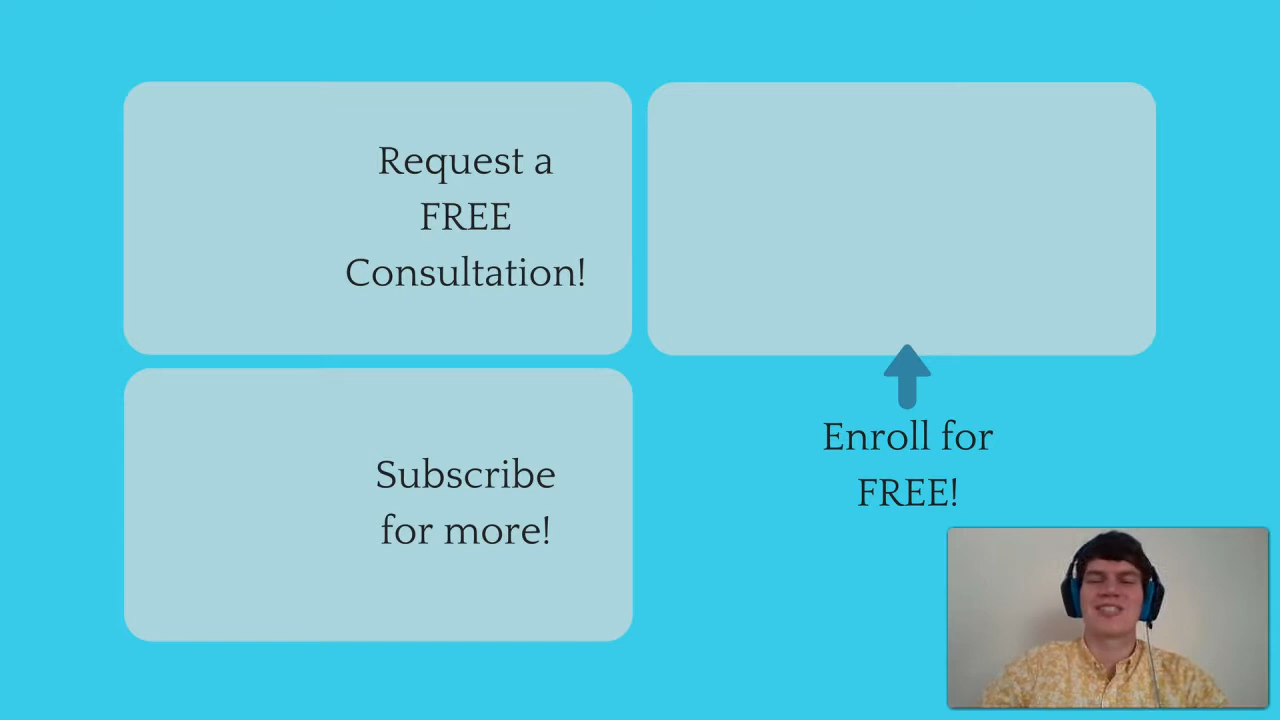 Request a
FREE
Consultation!
Subscribe
for more!
Enroll for
FREE!